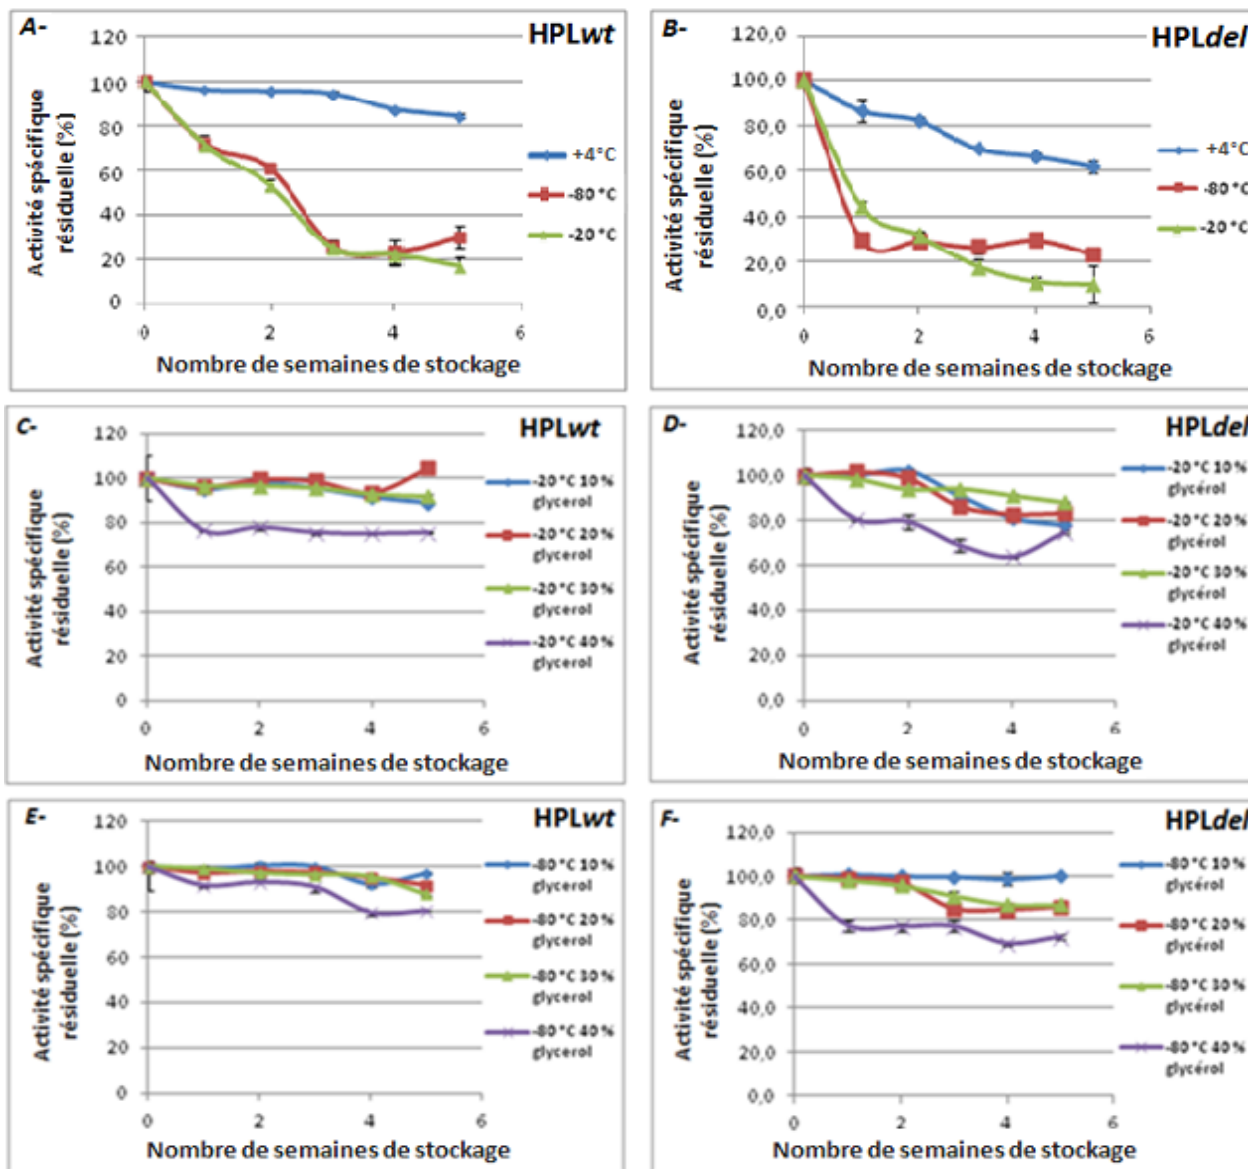 A-
HPLwt
Activité spécifique
résiduelle (%)
120
100
80
60
40
20
0
0
2
4
6
+4°C
-80 °C
-20 °C
Nombre de semaines de stockage
B-
HPLdel
Activité spécifique
résiduelle (%)
120,0
100,0
80,0
60,0
40,0
20,0
0,0
0
2
4
6
+4°C
-80 °C
-20 °C
Nombre de semaines de stockage
C-
HPLwt
Activité spécifique
résiduelle (%)
120
100
80
60
40
20
0
0
2
4
6
-20 °C 10 %
glycerol
-20 °C 20 %
glycerol
-20 °C 30 %
glycerol
-20 °C 40 %
glycerol
Nombre de semaines de stockage
D-
HPLdel
Activité spécifique
résiduelle (%)
120,0
100,0
80,0
60,0
40,0
20,0
0,0
0
2
4
6
-20 °C 10 %
glycérol
-20 °C 20 %
glycérol
-20 °C 30 %
glycérol
-20 °C 40 %
glycérol
Nombre de semaines de stockage
E-
HPLwt
Activité spécifique
résiduelle (%)
120
100
80
60
40
20
0
0
2
4
6
-80 °C 10 %
glycerol
-80 °C 20 %
glycerol
-80 °C 30 %
glycerol
-80 °C 40 %
glycerol
Nombre de semaines de stockage
F-
HPLdel
Activité spécifique
résiduelle (%)
120,0
100,0
80,0
60,0
40,0
20,0
0,0
0
2
4
6
-80 °C 10 %
glycérol
-80 °C 20 %
glycérol
-80 °C 30 %
glycérol
-80 °C 40 %
glycérol
Nombre de semaines de stockage